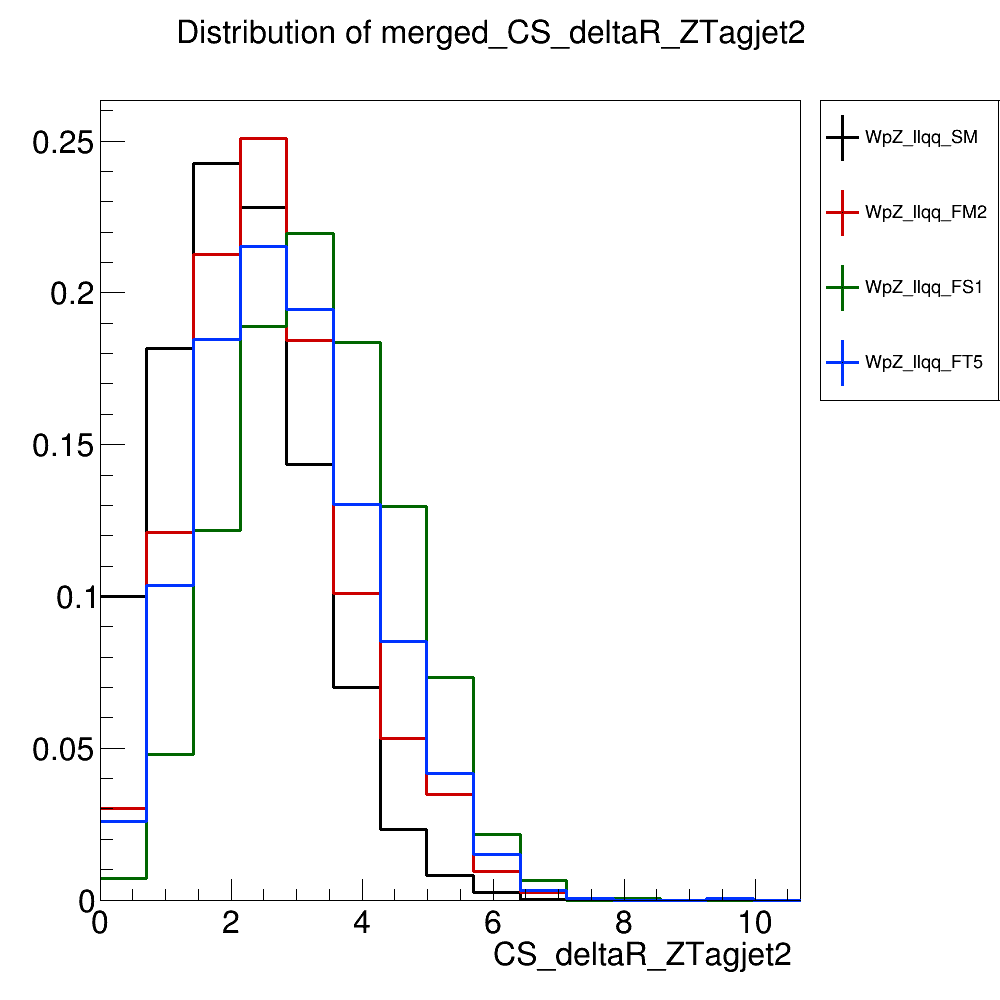 Distribution of merged_CS_deltaR_ZTagjet2
0.25
0.2
0.15
0.1
0.05
0
0 2 4 6 8 10
CS_deltaR_ZTagjet2
WpZ_llqq_SM
WpZ_llqq_FM2
WpZ_llqq_FS1
WpZ_llqq_FT5